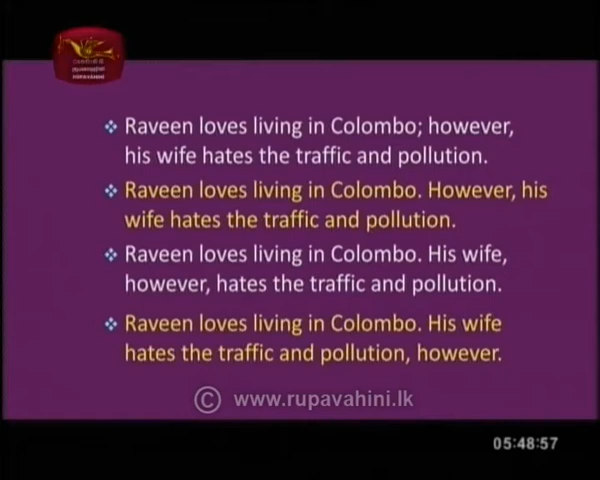 Raveen loves living in Colombo; however,
his wife hates the traffic and pollution.
Raveen loves living in Colombo. However, his
wife hates the traffic and pollution.
Raveen loves living in Colombo. His wife,
however, hates the traffic and pollution.
Raveen loves living in Colombo. His wife
hates the traffic and pollution, however.
© www.rupavahini.lk
05:48:57